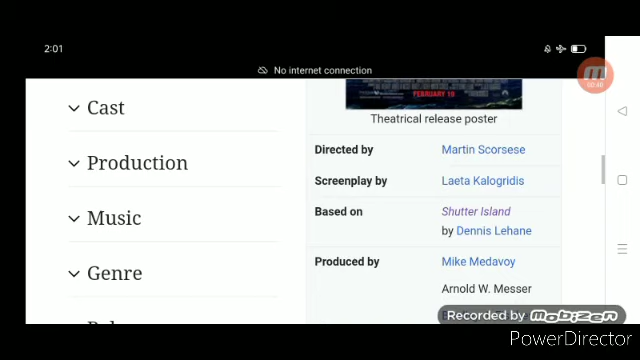 2:01
No internet connection
00:46
Cast
Production
Music
Genre
FEBRUARY 19
Theatrical release poster
Directed by Martin Scorsese
Screenplay by Laeta Kalogridis
Based on Shutter Island
by Dennis Lehane
Produced by Mike Medavoy
Arnold W. Messer
Recorded by mobizen
PowerDirector